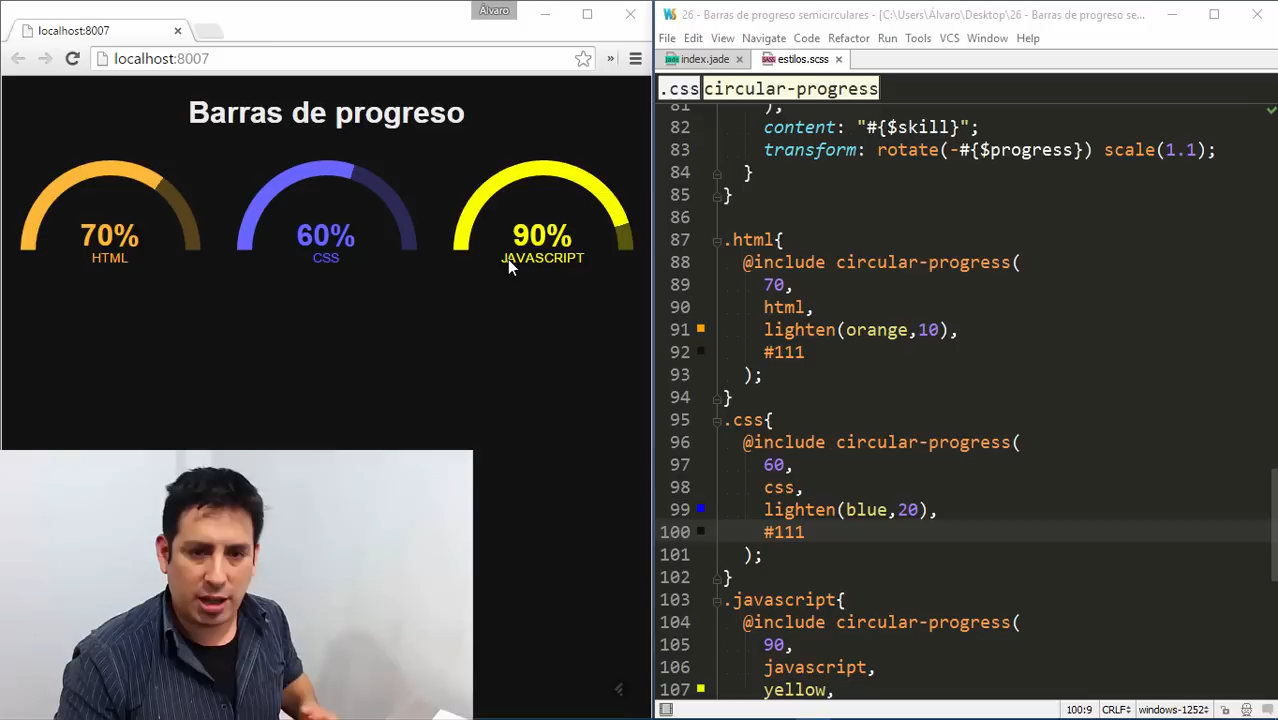 Álvaro
localhost:8007
localhost:8007
Barras de progreso
70%
HTML
60%
CSS
90%
JAVASCRIPT
26 - Barras de progreso semicirculares - [C:\Users\Álvaro\Desktop\26 - Barras de progreso se...
File Edit View Navigate Code Refactor Run Tools VCS Window Help
index.jade
estilos.scss
.css circular-progress
81 ),
82 content: "#{$skill}";
83 transform: rotate(-#{$progress}) scale(1.1);
84 }
85 }
86
87 .html{
88 @include circular-progress(
89 70,
90 html,
91 lighten(orange,10),
92 #111
93 );
94 }
95 .css{
96 @include circular-progress(
97 60,
98 css,
99 lighten(blue,20),
100 #111
101 );
102 }
103 .javascript{
104 @include circular-progress(
105 90,
106 javascript,
107 yellow,
100:9 CRLF÷ windows-1252÷